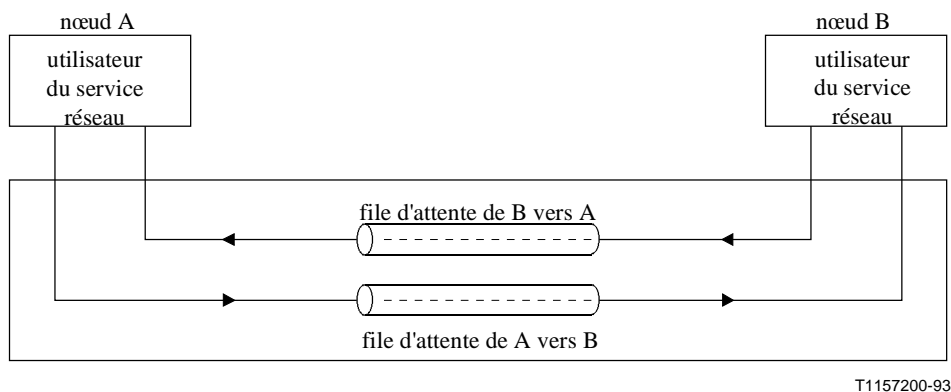 nœud A
nœud B
utilisateur
du service
réseau
utilisateur
du service
réseau
file d'attente de B vers A
file d'attente de A vers B
T1157200-93